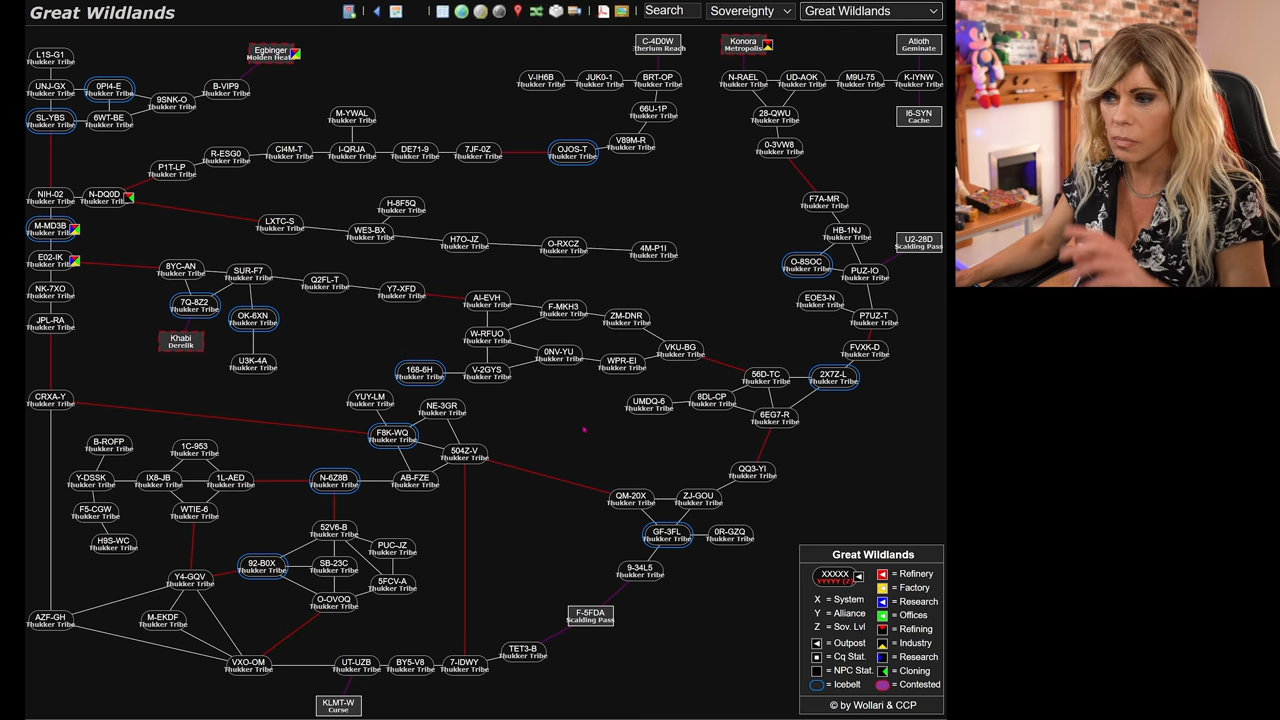 Great Wildlands
Search
Sovereignty
Great Wildlands
L1S-G1
Thukker Tribe
Egbinger
Molden Heath
C-4D0W
Etherium Reach
Konora
Metropolis
Atioth
Geminate
UNJ-GX
Thukker Tribe
0PI4-E
Thukker Tribe
9SNK-O
Thukker Tribe
B-VIP9
Thukker Tribe
V-IH6B
Thukker Tribe
JUK0-1
Thukker Tribe
BRT-OP
Thukker Tribe
N-RAEL
Thukker Tribe
UD-AOK
Thukker Tribe
M9U-75
Thukker Tribe
K-IYNW
Thukker Tribe
SL-YBS
Thukker Tribe
6WT-BE
Thukker Tribe
M-YWAL
Thukker Tribe
66U-1P
Thukker Tribe
28-QWU
Thukker Tribe
I6-SYN
Cache
P1T-LP
Thukker Tribe
R-ESG0
Thukker Tribe
CI4M-T
Thukker Tribe
I-QRJA
Thukker Tribe
DE71-9
Thukker Tribe
7JF-0Z
Thukker Tribe
OJOS-T
Thukker Tribe
V89M-R
Thukker Tribe
0-3VW8
Thukker Tribe
NIH-02
Thukker Tribe
N-DQ0D
Thukker Tribe
H-8F5Q
Thukker Tribe
F7A-MR
Thukker Tribe
M-MD3B
Thukker Tribe
LXTC-S
Thukker Tribe
WE3-BX
Thukker Tribe
H7O-JZ
Thukker Tribe
O-RXCZ
Thukker Tribe
4M-P1I
Thukker Tribe
HB-1NJ
Thukker Tribe
U2-28D
Scalding Pass
E02-IK
Thukker Tribe
8YC-AN
Thukker Tribe
SUR-F7
Thukker Tribe
Q2FL-T
Thukker Tribe
Y7-XFD
Thukker Tribe
O-8SOC
Thukker Tribe
PUZ-IO
Thukker Tribe
NK-7XO
Thukker Tribe
7Q-8Z2
Thukker Tribe
OK-6XN
Thukker Tribe
AI-EVH
Thukker Tribe
F-MKH3
Thukker Tribe
ZM-DNR
Thukker Tribe
EOE3-N
Thukker Tribe
P7UZ-T
Thukker Tribe
JPL-RA
Thukker Tribe
Khabi
Derelik
U3K-4A
Thukker Tribe
W-RFUO
Thukker Tribe
0NV-YU
Thukker Tribe
WPR-EI
Thukker Tribe
VKU-BG
Thukker Tribe
FVXK-D
Thukker Tribe
168-6H
Thukker Tribe
V-2GYS
Thukker Tribe
56D-TC
Thukker Tribe
2X7Z-L
Thukker Tribe
CRXA-Y
Thukker Tribe
YUY-LM
Thukker Tribe
NE-3GR
Thukker Tribe
UMDQ-6
Thukker Tribe
8DL-CP
Thukker Tribe
6EG7-R
Thukker Tribe
B-ROFP
Thukker Tribe
1C-953
Thukker Tribe
F8K-WQ
Thukker Tribe
504Z-V
Thukker Tribe
QQ3-YI
Thukker Tribe
Y-DSSK
Thukker Tribe
IX8-JB
Thukker Tribe
1L-AED
Thukker Tribe
N-6Z8B
Thukker Tribe
AB-FZE
Thukker Tribe
QM-20X
Thukker Tribe
ZJ-GOU
Thukker Tribe
F5-CGW
Thukker Tribe
WTIE-6
Thukker Tribe
52V6-B
Thukker Tribe
GF-3FL
Thukker Tribe
0R-GZQ
Thukker Tribe
H9S-WC
Thukker Tribe
PUC-JZ
Thukker Tribe
92-B0X
Thukker Tribe
SB-23C
Thukker Tribe
9-34L5
Thukker Tribe
Y4-GQV
Thukker Tribe
5FCV-A
Thukker Tribe
O-OVOQ
Thukker Tribe
F-5FDA
Scalding Pass
AZF-GH
Thukker Tribe
M-EKDF
Thukker Tribe
VXO-OM
Thukker Tribe
UT-UZB
Thukker Tribe
BY5-V8
Thukker Tribe
7-IDWY
Thukker Tribe
TET3-B
Thukker Tribe
KLMT-W
Curse
Great Wildlands
XXXXX
YYYYY (Z)
X = System
Y = Alliance
Z = Sov. Lvl
= Outpost
= Cq Stat.
= NPC Stat.
= Icebelt
= Refinery
= Factory
= Research
= Offices
= Refining
= Industry
= Research
= Cloning
= Contested
© by Wollari & CCP